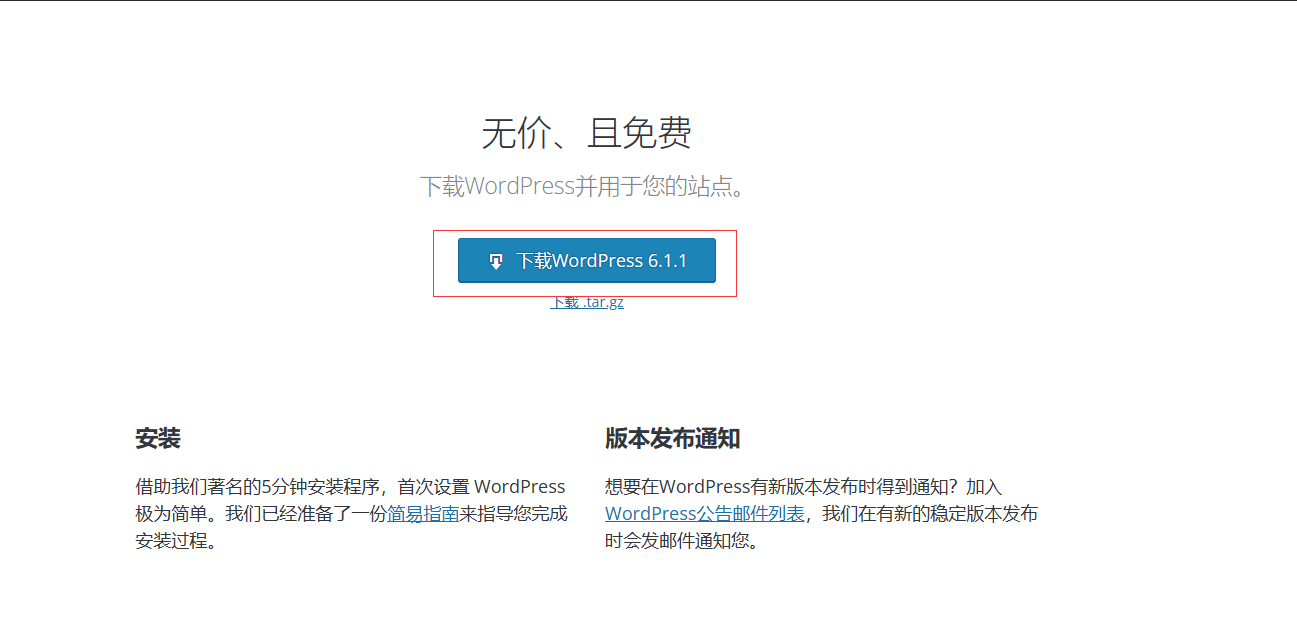 无价、且免费
下载WordPress并用于您的站点。
下载WordPress 6.1.1
下载 .tar.gz
安装
借助我们著名的5分钟安装程序，首次设置 WordPress
极为简单。我们已经准备了一份简易指南来指导您完成
安装过程。
版本发布通知
想要在WordPress有新版本发布时得到通知？加入
WordPress公告邮件列表，我们在有新的稳定版本发布
时会发邮件通知您。